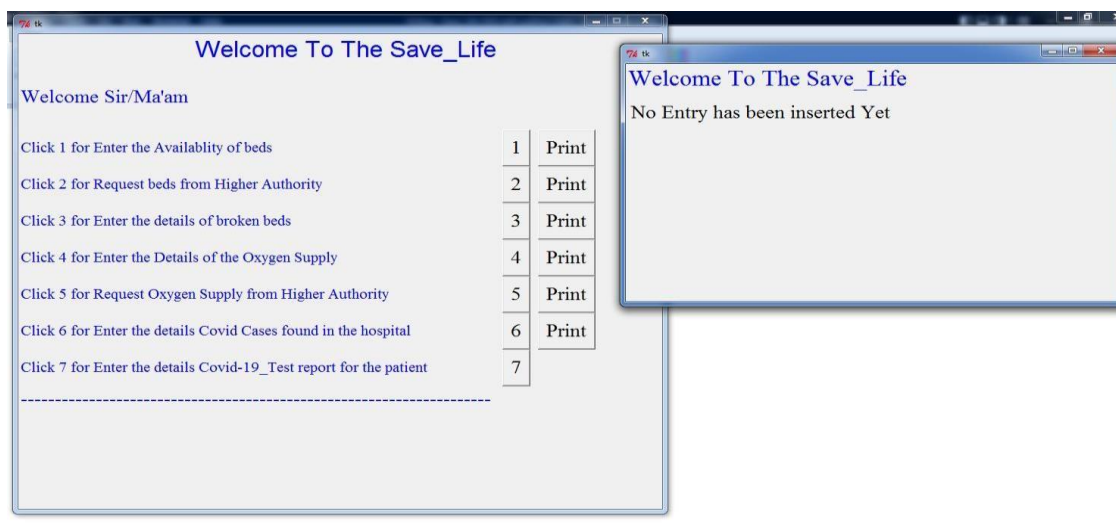 tk
Welcome To The Save_Life
Welcome Sir/Ma'am
Click 1 for Enter the Availablity of beds 1 Print
Click 2 for Request beds from Higher Authority 2 Print
Click 3 for Enter the details of broken beds 3 Print
Click 4 for Enter the Details of the Oxygen Supply 4 Print
Click 5 for Request Oxygen Supply from Higher Authority 5 Print
Click 6 for Enter the details Covid Cases found in the hospital 6 Print
Click 7 for Enter the details Covid-19_Test report for the patient 7
----------------------------------------------------------------------
tk
Welcome To The Save_Life
No Entry has been inserted Yet